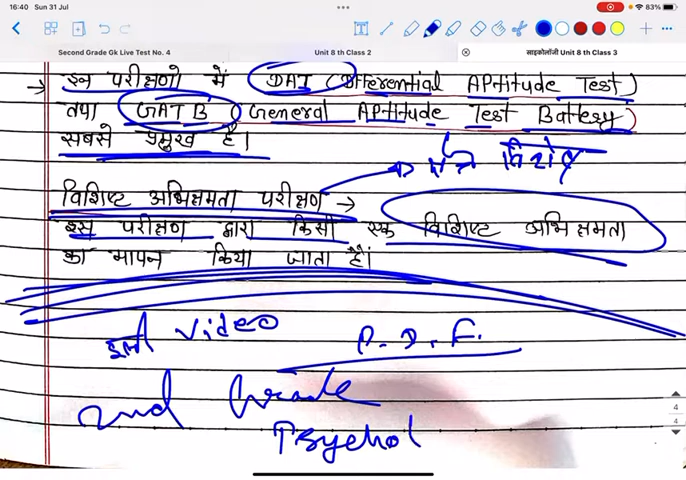 16:40 Sun 31 Jul
83%
Second Grade Gk Live Test No. 4
Unit 8 th Class 2
साइकोलॉजी Unit 8 th Class 3
→ इन परीक्षणो में DAT (Differential APtitude Test)
तथा GATB (General APtitude Test Battery)
सबसे प्रमुख है।
विशिष्ट अभिक्षमता परीक्षण →
इस परीक्षण द्वारा किसी एक विशिष्ट अभिक्षमता
का मापन किया जाता है।
इसी video P.D.F.
2nd Grade
Psychol
4
4